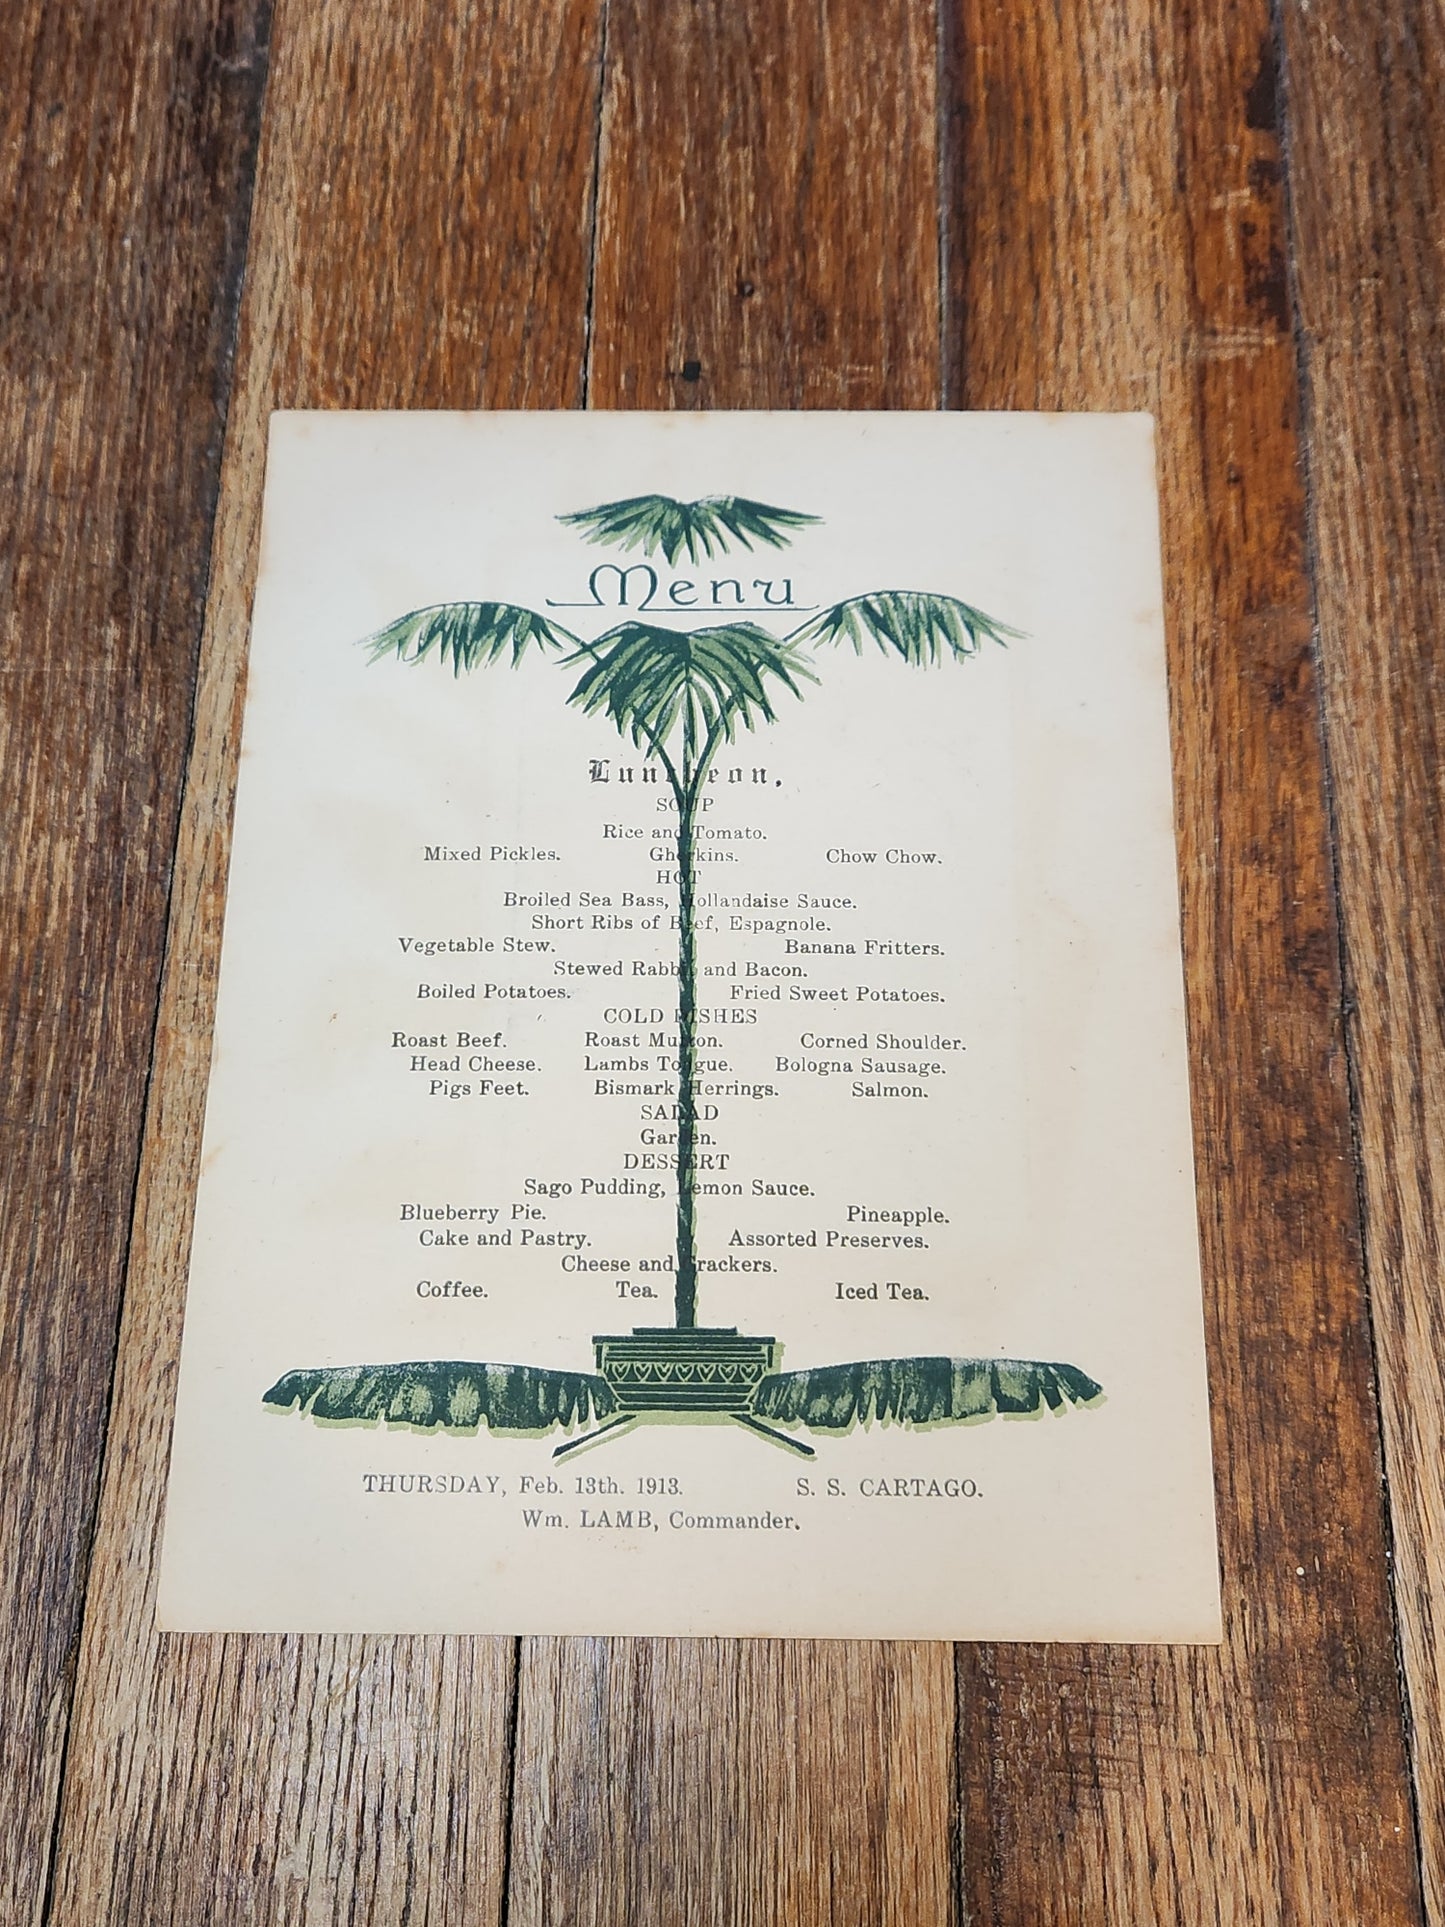 Menu
Luncheon,
SOUP
Rice and Tomato.
Mixed Pickles. Gherkins. Chow Chow.
HOT
Broiled Sea Bass, Hollandaise Sauce.
Short Ribs of Beef, Espagnole.
Vegetable Stew. Banana Fritters.
Stewed Rabbit and Bacon.
Boiled Potatoes. Fried Sweet Potatoes.
COLD DISHES
Roast Beef. Roast Mutton. Corned Shoulder.
Head Cheese. Lambs Tongue. Bologna Sausage.
Pigs Feet. Bismark Herrings. Salmon.
SALAD
Garden.
DESSERT
Sago Pudding, Lemon Sauce.
Blueberry Pie. Pineapple.
Cake and Pastry. Assorted Preserves.
Cheese and Crackers.
Coffee. Tea. Iced Tea.
THURSDAY, Feb. 13th. 1913. S. S. CARTAGO.
Wm. LAMB, Commander.